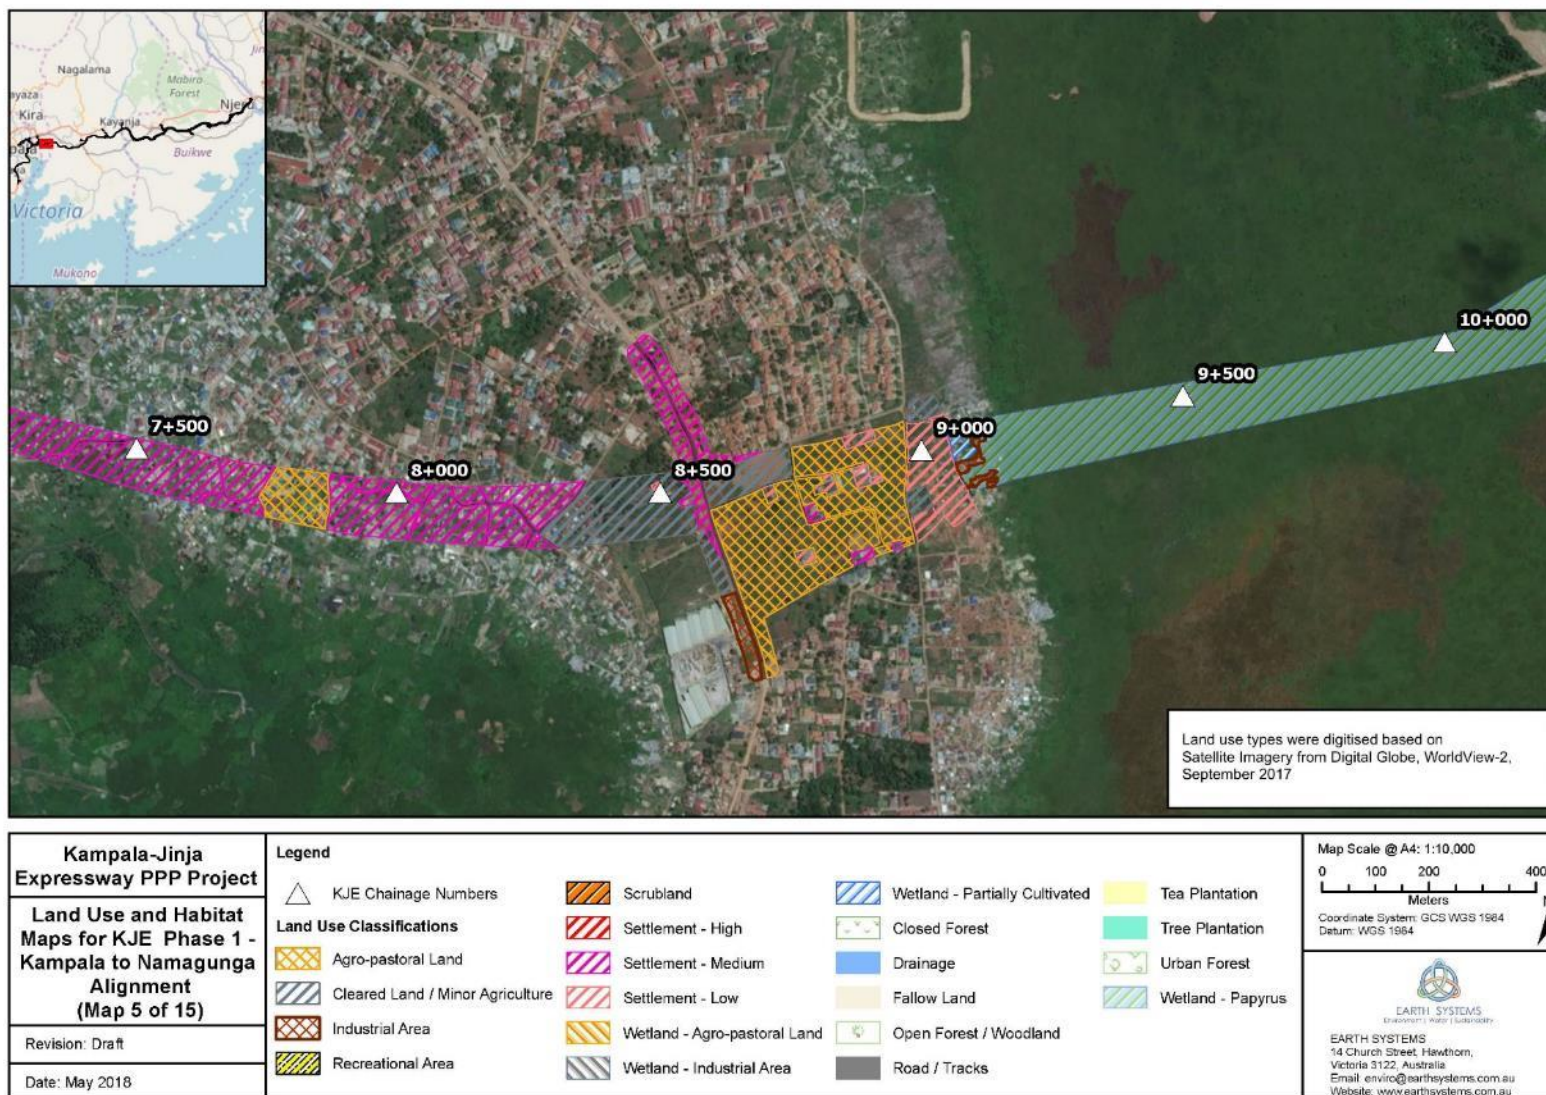 Nagalama
Jin
ayaza
Mabira
Forest
Kira
Kayanja
Njeru
pala
Buikwe
Victoria
Mukono
7+500
8+000
8+500
9+000
9+500
10+000
Land use types were digitised based on
Satellite Imagery from Digital Globe, WorldView-2,
September 2017
Kampala-Jinja
Expressway PPP Project
Land Use and Habitat
Maps for KJE Phase 1 -
Kampala to Namagunga
Alignment
(Map 5 of 15)
Revision: Draft
Date: May 2018
Legend
KJE Chainage Numbers
Land Use Classifications
Agro-pastoral Land
Cleared Land / Minor Agriculture
Industrial Area
Recreational Area
Scrubland
Settlement - High
Settlement - Medium
Settlement - Low
Wetland - Agro-pastoral Land
Wetland - Industrial Area
Wetland - Partially Cultivated
Closed Forest
Drainage
Fallow Land
Open Forest / Woodland
Road / Tracks
Tea Plantation
Tree Plantation
Urban Forest
Wetland - Papyrus
Map Scale @ A4: 1:10,000
0 100 200 400
Meters
Coordinate System: GCS WGS 1984
Datum: WGS 1984
EARTH SYSTEMS
Environment | Water | Sustainability
EARTH SYSTEMS
14 Church Street, Hawthorn,
Victoria 3122, Australia
Email: enviro@earthsystems.com.au
Website: www.earthsystems.com.au